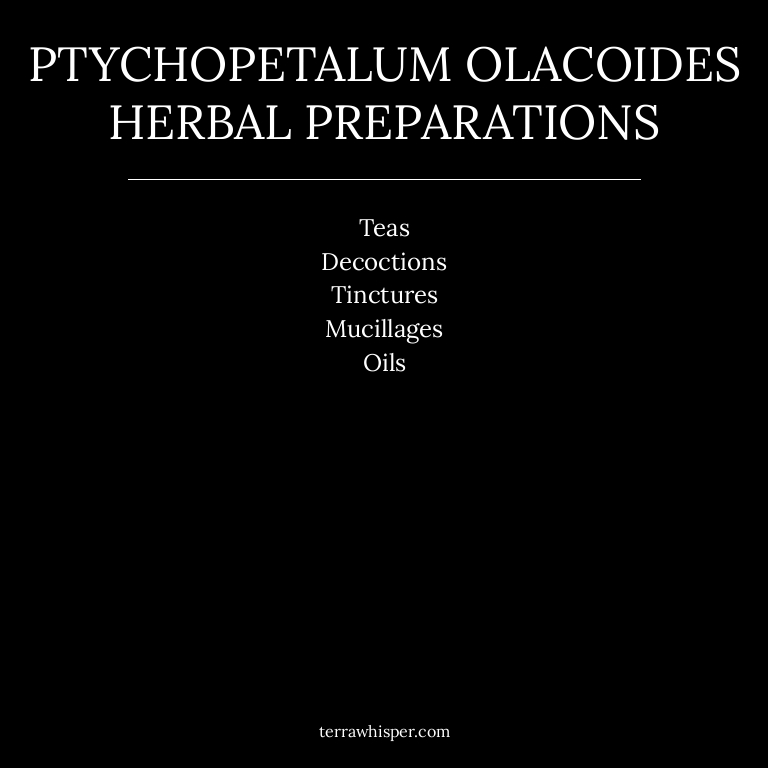 PTYCHOPETALUM OLACOIDES
HERBAL PREPARATIONS
Teas
Decoctions
Tinctures
Mucillages
Oils
terrawhisper.com